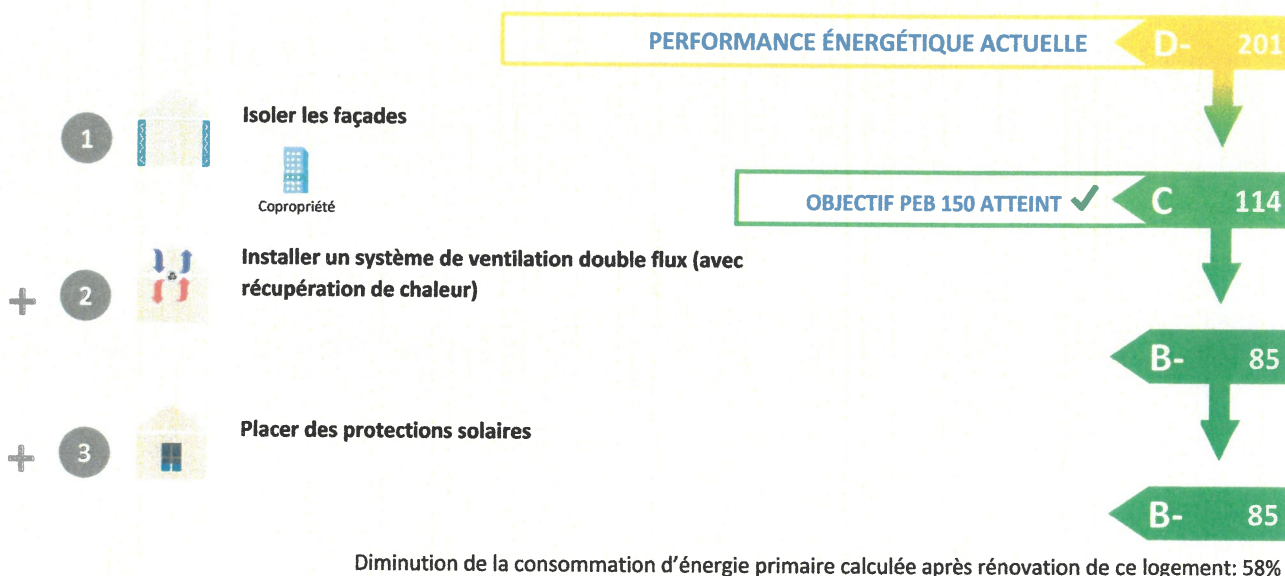 PERFORMANCE ÉNERGÉTIQUE ACTUELLE D- 201
1 Isoler les façades
Copropriété
OBJECTIF PEB 150 ATTEINT ✓ C 114
+ 2 Installer un système de ventilation double flux (avec
récupération de chaleur)
B- 85
+ 3 Placer des protections solaires
B- 85
Diminution de la consommation d'énergie primaire calculée après rénovation de ce logement: 58%